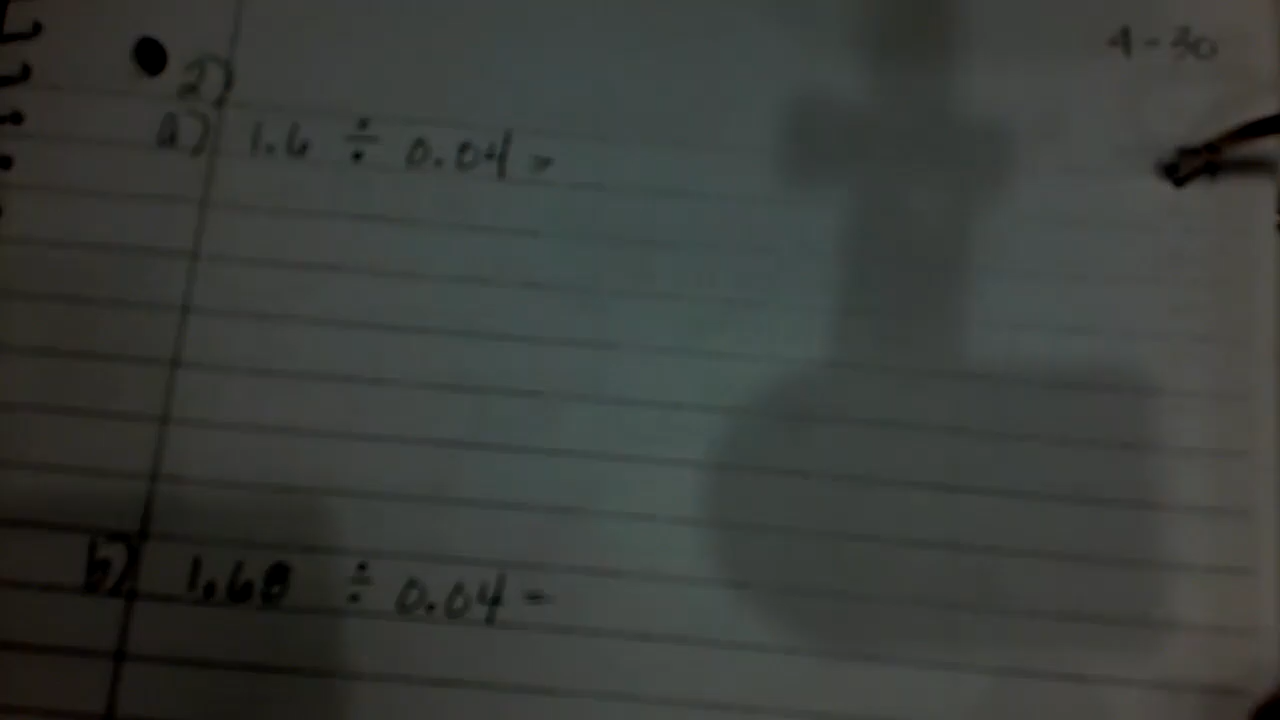 4-30
2)
a) 1.6 ÷ 0.04 =
b) 1.68 ÷ 0.04 =